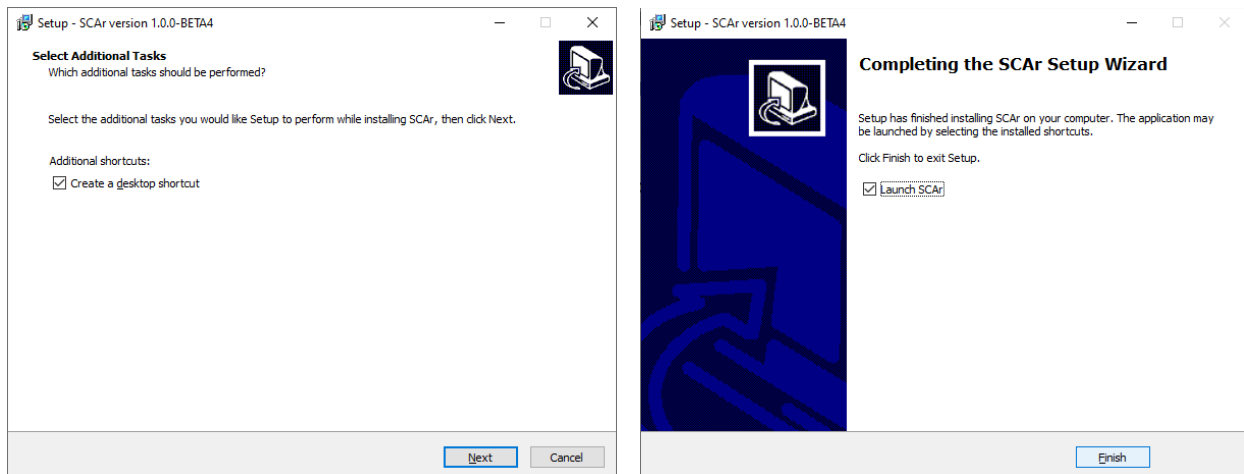 Setup - SCAr version 1.0.0-BETA4
Select Additional Tasks
Which additional tasks should be performed?
Select the additional tasks you would like Setup to perform while installing SCAr, then click Next.
Additional shortcuts:
Create a desktop shortcut
Next
Cancel
Setup - SCAr version 1.0.0-BETA4
Completing the SCAr Setup Wizard
Setup has finished installing SCAr on your computer. The application may
be launched by selecting the installed shortcuts.
Click Finish to exit Setup.
Launch SCAr
Finish